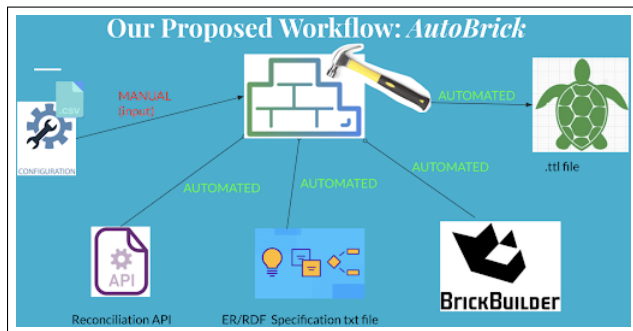 Our Proposed Workflow: AutoBrick
.CSV
MANUAL
(input)
AUTOMATED
CONFIGURATION
AUTOMATED
.ttl file
AUTOMATED
AUTOMATED
API
BRICKBUILDER
Reconciliation API
ER/RDF Specification txt file